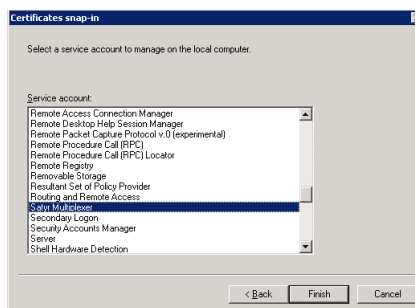 Certificates snap-in
Select a service account to manage on the local computer.
Service account:
Remote Access Connection Manager
Remote Desktop Help Session Manager
Remote Packet Capture Protocol v.0 (experimental)
Remote Procedure Call (RPC)
Remote Procedure Call (RPC) Locator
Remote Registry
Removable Storage
Resultant Set of Policy Provider
Routing and Remote Access
Satyr Multiplexer
Secondary Logon
Security Accounts Manager
Server
Shell Hardware Detection
< Back Finish Cancel